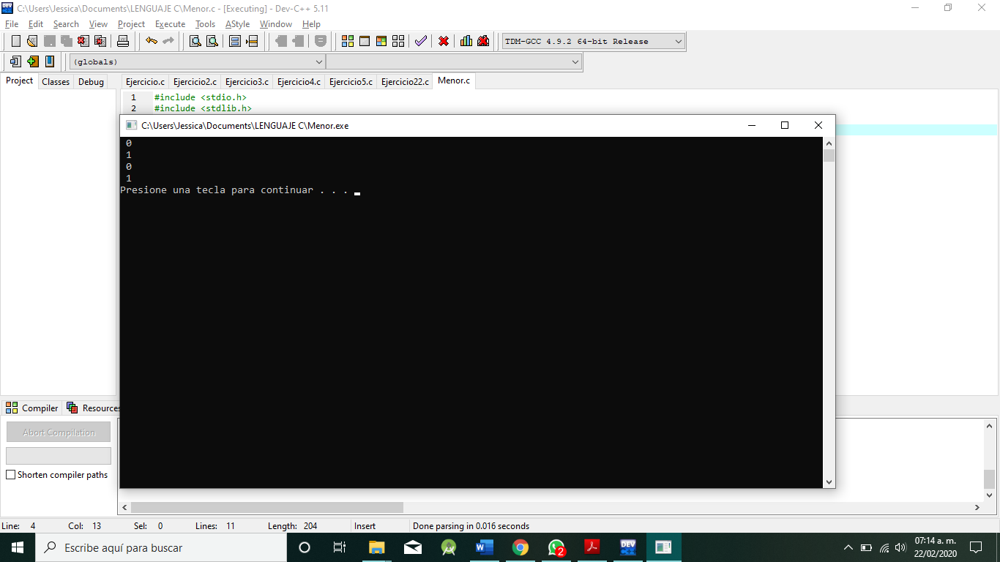 C:\Users\Jessica\Documents\LENGUAJE C\Menor.c - [Executing] - Dev-C++ 5.11
File Edit Search View Project Execute Tools AStyle Window Help
TDM-GCC 4.9.2 64-bit Release
(globals)
Project Classes Debug Ejercicio.c Ejercicio2.c Ejercicio3.c Ejercicio4.c Ejercicio5.c Ejercicio22.c Menor.c
1 #include <stdio.h>
2 #include <stdlib.h>
C:\Users\Jessica\Documents\LENGUAJE C\Menor.exe
0
1
0
1
Presione una tecla para continuar . . .
Compiler Resources
Abort Compilation
Shorten compiler paths
Line: 4 Col: 13 Sel: 0 Lines: 11 Length: 204 Insert Done parsing in 0.016 seconds
Escribe aquí para buscar
2
DEV
07:14 a. m.
22/02/2020